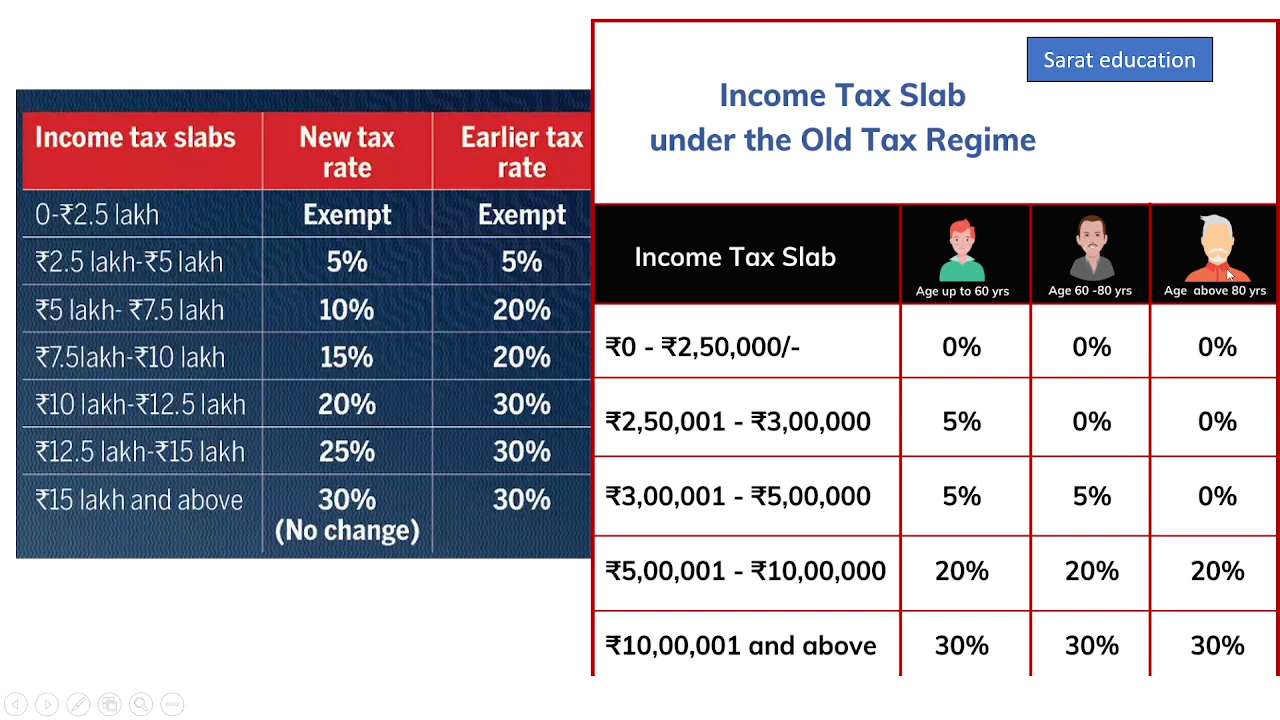 Income tax slabs New tax rate Earlier tax rate
0-₹2.5 lakh Exempt Exempt
₹2.5 lakh-₹5 lakh 5% 5%
₹5 lakh- ₹7.5 lakh 10% 20%
₹7.5lakh-₹10 lakh 15% 20%
₹10 lakh-₹12.5 lakh 20% 30%
₹12.5 lakh-₹15 lakh 25% 30%
₹15 lakh and above 30% 30%
(No change)
Sarat education
Income Tax Slab
under the Old Tax Regime
Income Tax Slab Age up to 60 yrs Age 60 -80 yrs Age above 80 yrs
₹0 - ₹2,50,000/- 0% 0% 0%
₹2,50,001 - ₹3,00,000 5% 0% 0%
₹3,00,001 - ₹5,00,000 5% 5% 0%
₹5,00,001 - ₹10,00,000 20% 20% 20%
₹10,00,001 and above 30% 30% 30%